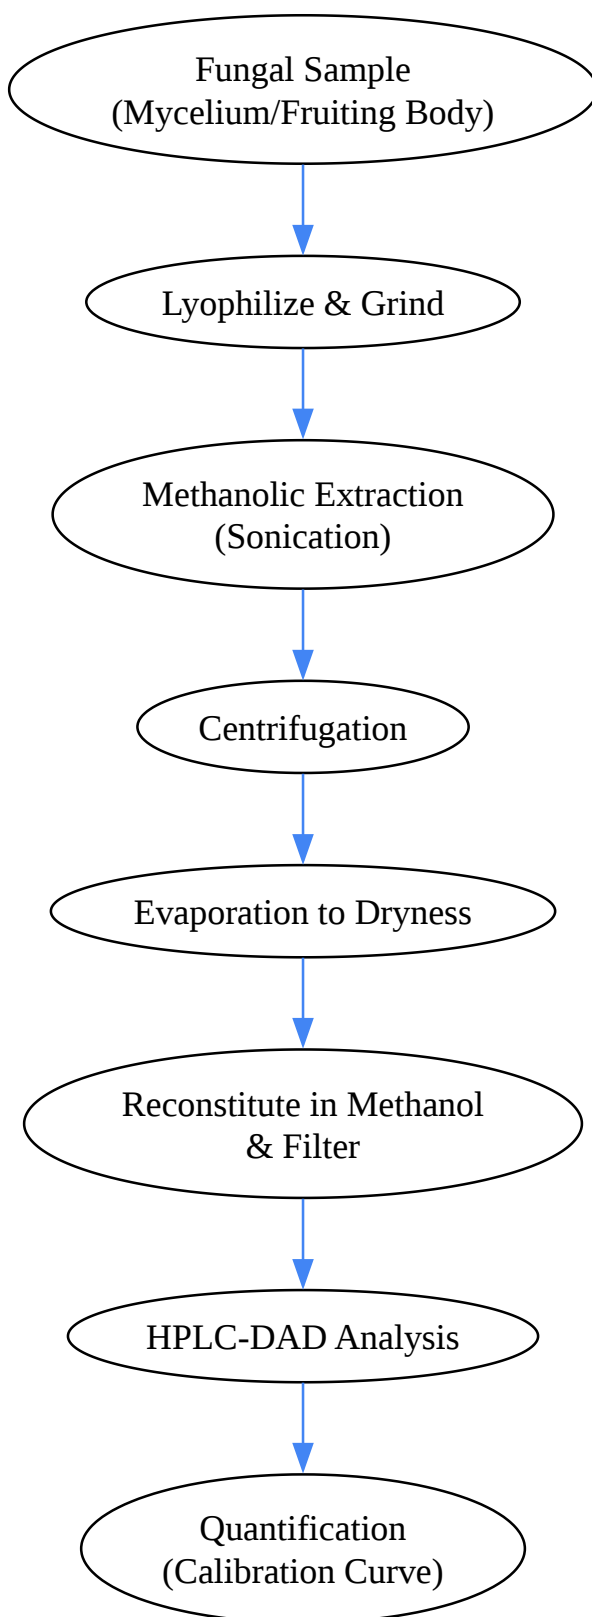 Fungal Sample
(Mycelium/Fruiting Body)
Lyophilize & Grind
Methanolic Extraction
(Sonication)
Centrifugation
Evaporation to Dryness
Reconstitute in Methanol
& Filter
HPLC-DAD Analysis
Quantification
(Calibration Curve)